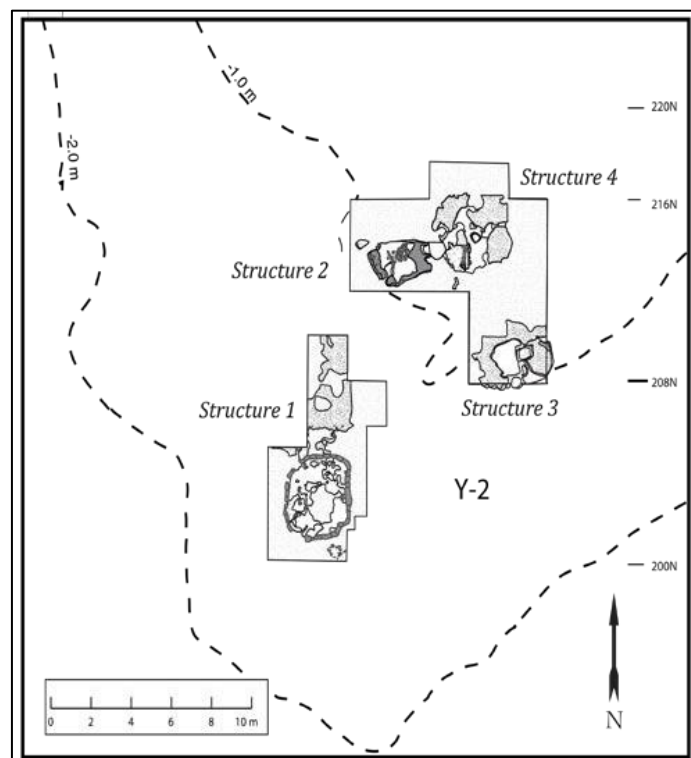 -1.0 m
220N
-2.0 m
Structure 4
216N
Structure 2
208N
Structure 1
Structure 3
Y-2
200N
0 2 4 6 8 10 m
N